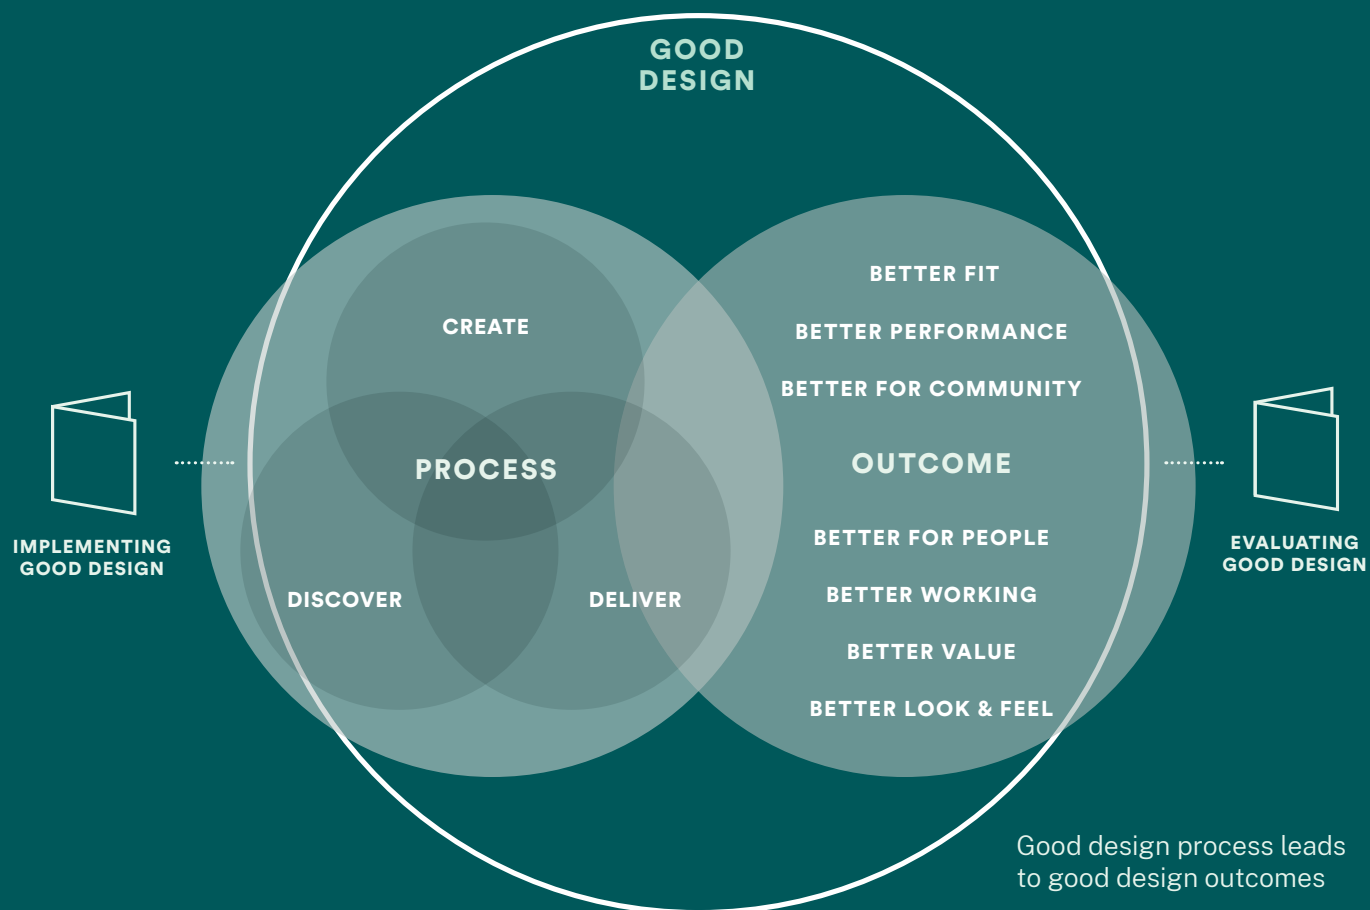 GOOD
DESIGN
CREATE
PROCESS
DISCOVER
DELIVER
BETTER FIT
BETTER PERFORMANCE
BETTER FOR COMMUNITY
OUTCOME
BETTER FOR PEOPLE
BETTER WORKING
BETTER VALUE
BETTER LOOK & FEEL
IMPLEMENTING
GOOD DESIGN
EVALUATING
GOOD DESIGN
Good design process leads
to good design outcomes